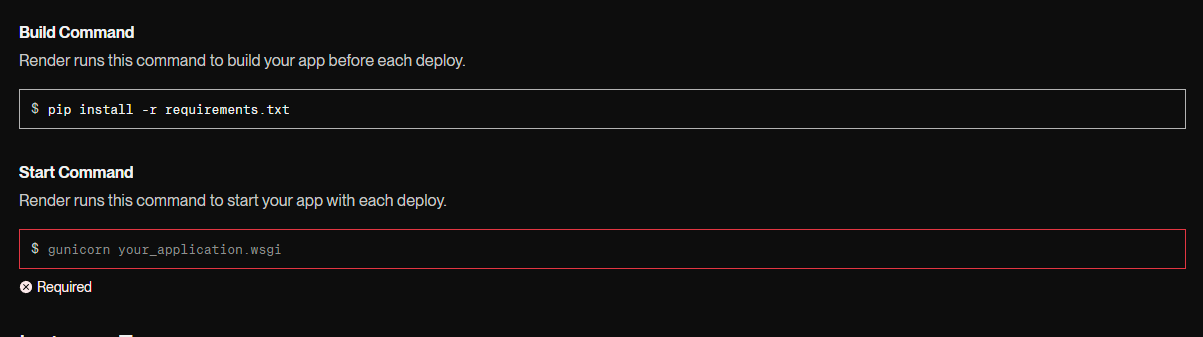 Build Command
Render runs this command to build your app before each deploy.
$ pip install -r requirements.txt
Start Command
Render runs this command to start your app with each deploy.
$ gunicorn your_application.wsgi
Required